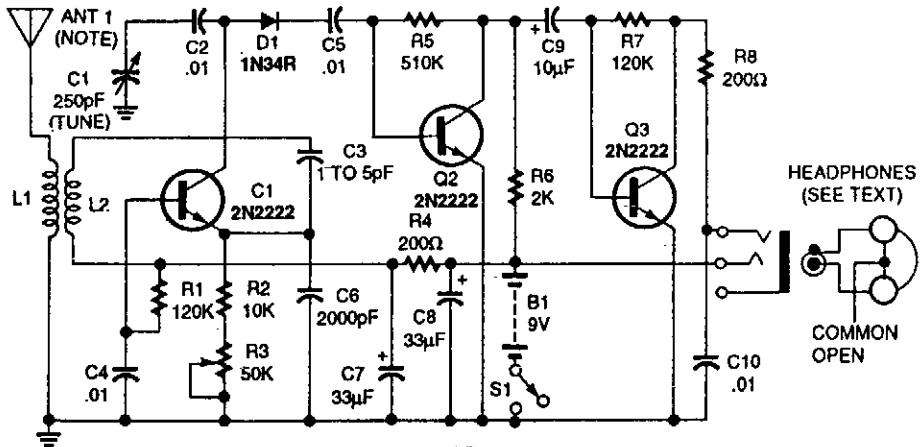 ANT 1
(NOTE)
C1
250pF
(TUNE)
C2
.01
D1
1N34R
C5
.01
R5
510K
C9
10µF
+
R7
120K
R8
200Ω
C3
1 TO 5pF
C1
2N2222
Q2
2N2222
R6
2K
Q3
2N2222
HEADPHONES
(SEE TEXT)
L1
L2
R4
200Ω
R1
120K
R2
10K
C6
2000pF
+
C8
33µF
B1
9V
R3
50K
C4
.01
+
C7
33µF
S1
C10
.01
COMMON
OPEN